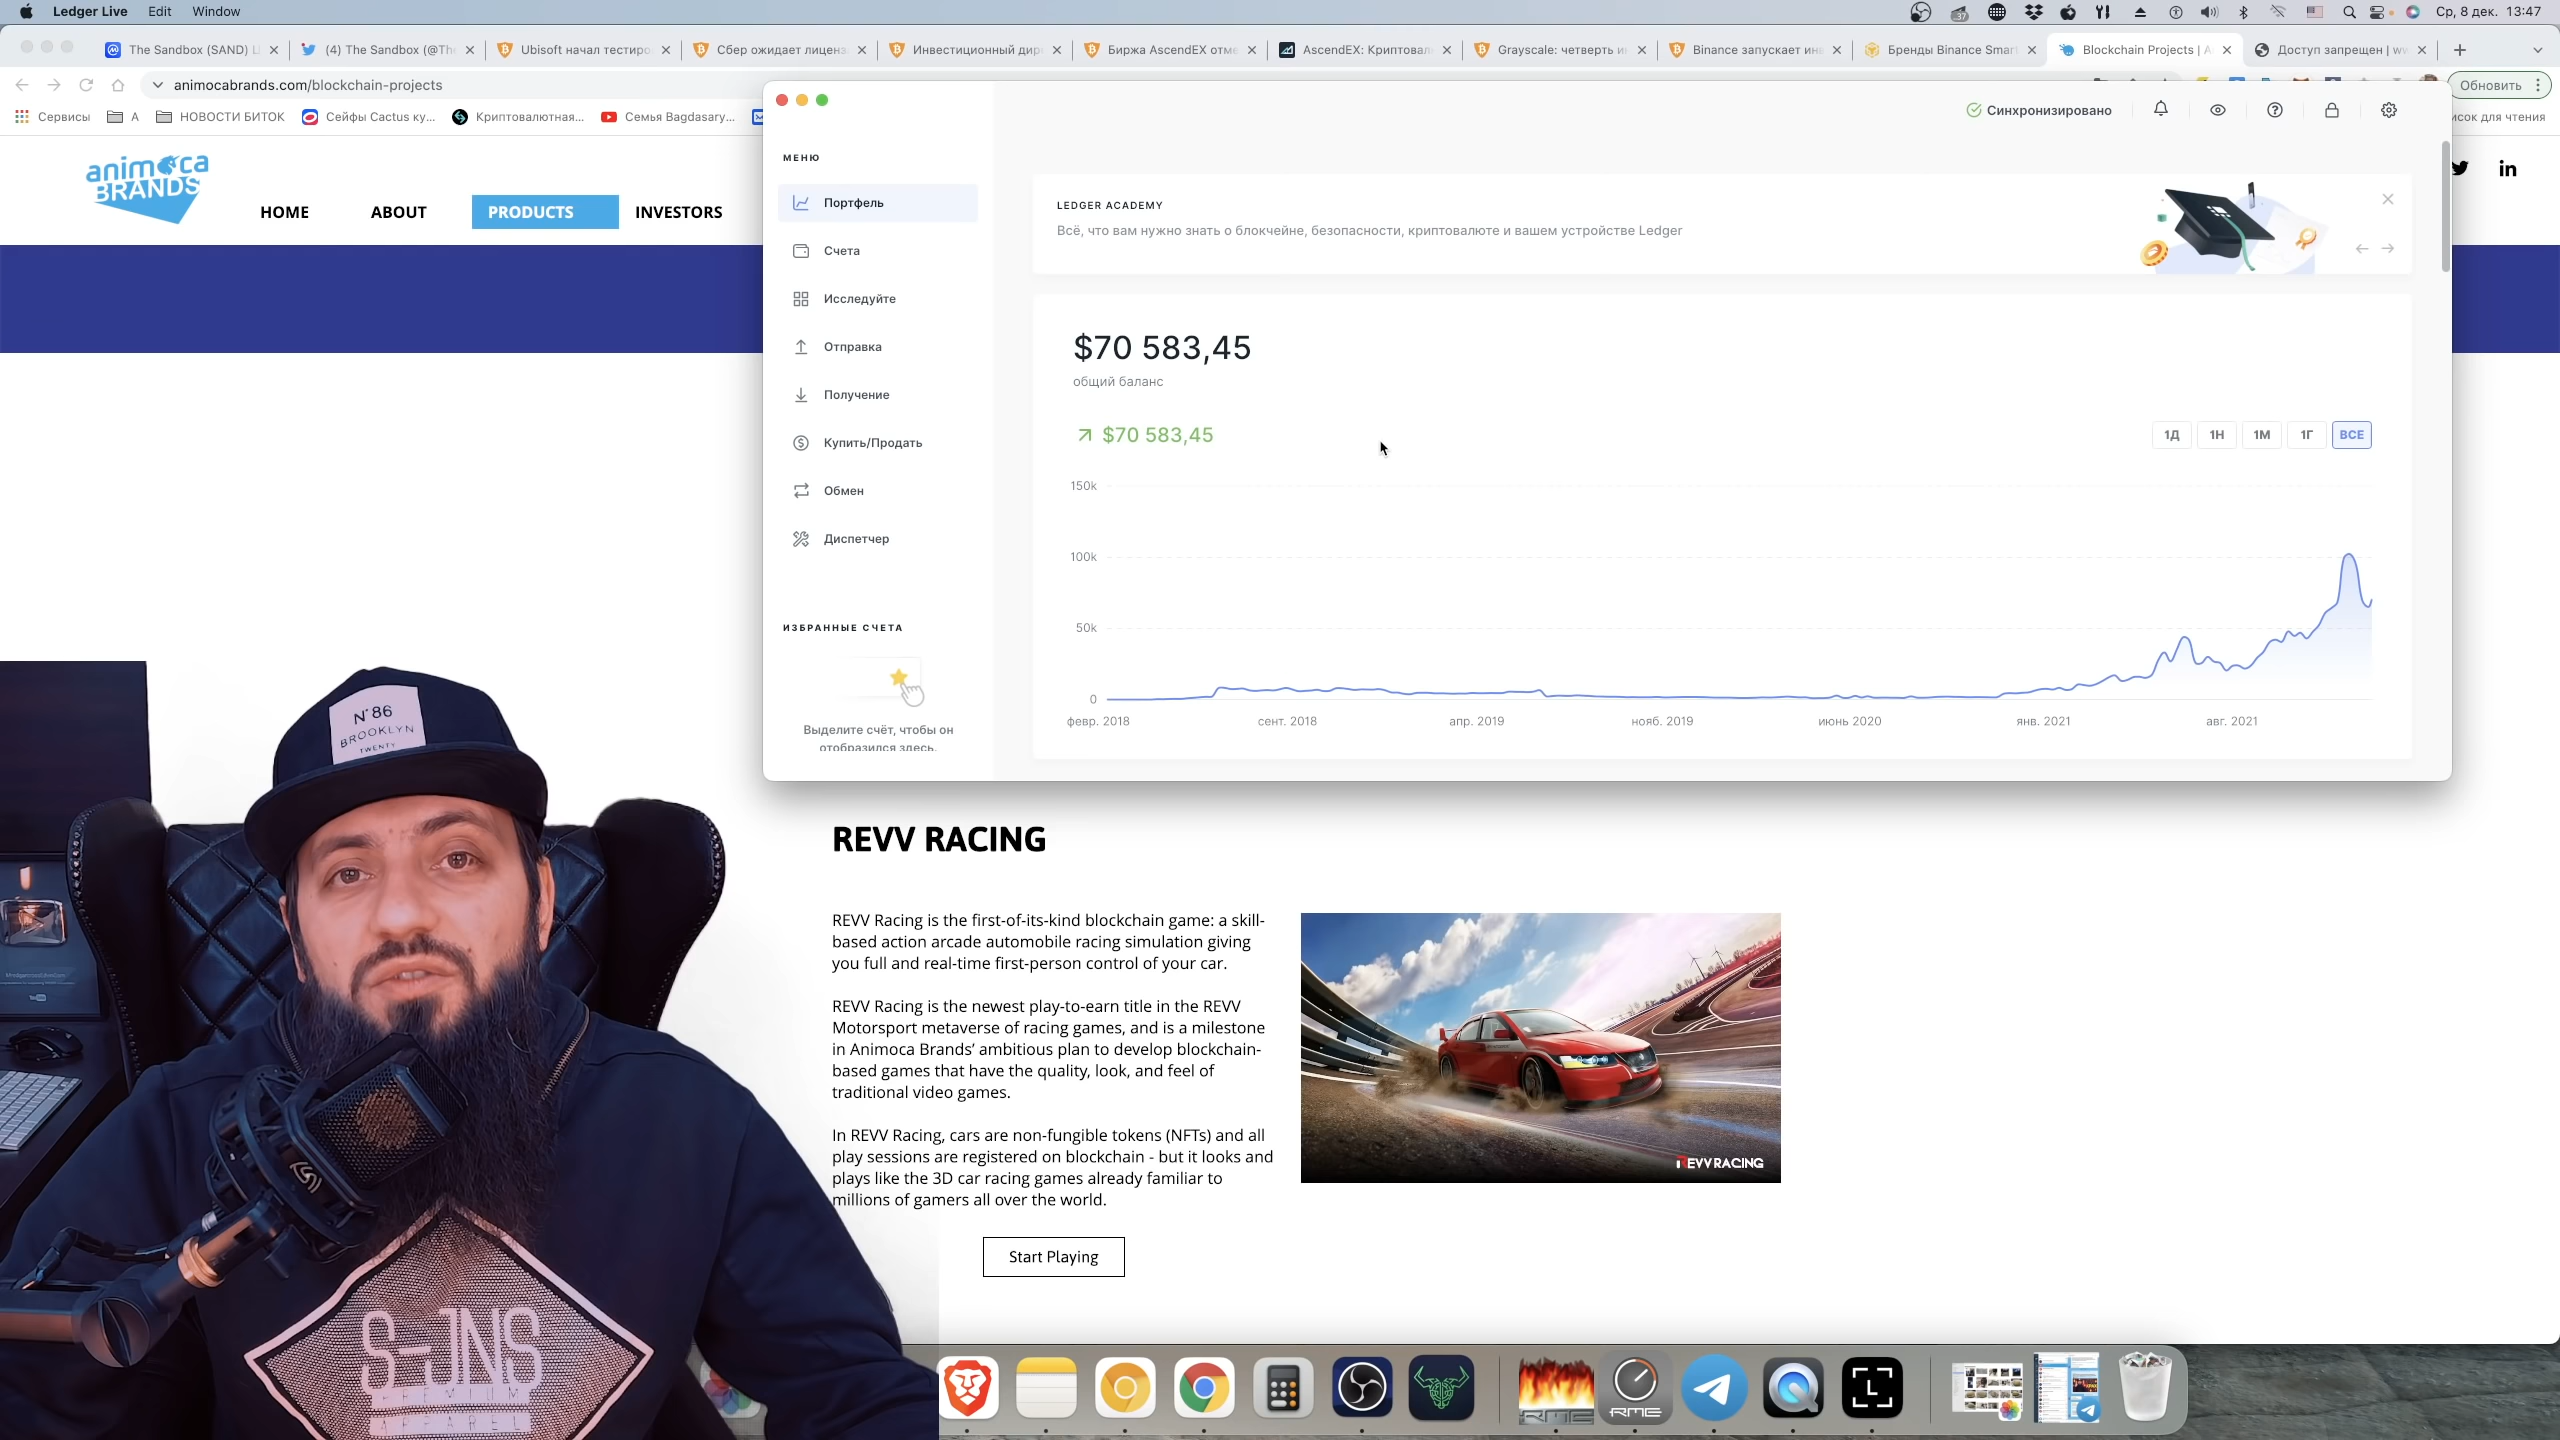 Ledger Live Edit Window
Ср, 8 дек. 13:47
The Sandbox (SAND) L
(4) The Sandbox (@Th
Ubisoft начал тестиро
Сбер ожидает лиценз
Инвестиционный дир
Биржа AscendEX отме
AscendEX: Криптовал
Grayscale: четверть и
Binance запускает ин
Бренды Binance Smar
Blockchain Projects | A
Доступ запрещен | ww
animocabrands.com/blockchain-projects
Обновить
Сервисы
А
НОВОСТИ БИТОК
Сейфы Cactus ку...
Криптовалютная...
Семья Bagdasary...
исок для чтения
animoca
BRANDS
HOME
ABOUT
PRODUCTS
INVESTORS
Синхронизировано
МЕНЮ
Портфель
Счета
Исследуйте
Отправка
Получение
Купить/Продать
Обмен
Диспетчер
ИЗБРАННЫЕ СЧЕТА
Выделите счёт, чтобы он
отобразился здесь.
LEDGER ACADEMY
Всё, что вам нужно знать о блокчейне, безопасности, криптовалюте и вашем устройстве Ledger
$70 583,45
общий баланс
$70 583,45
1Д 1Н 1М 1Г ВСЕ
150k
100k
50k
0
февр. 2018 сент. 2018 апр. 2019 нояб. 2019 июнь 2020 янв. 2021 авг. 2021
REVV RACING
REVV Racing is the first-of-its-kind blockchain game: a skill-
based action arcade automobile racing simulation giving
you full and real-time first-person control of your car.
REVV Racing is the newest play-to-earn title in the REVV
Motorsport metaverse of racing games, and is a milestone
in Animoca Brands’ ambitious plan to develop blockchain-
based games that have the quality, look, and feel of
traditional video games.
In REVV Racing, cars are non-fungible tokens (NFTs) and all
play sessions are registered on blockchain - but it looks and
plays like the 3D car racing games already familiar to
millions of gamers all over the world.
Start Playing
REVV RACING
N°86
BROOKLYN
TWENTY
S-JNS
PREMIUM
APPAREL
RME
RME